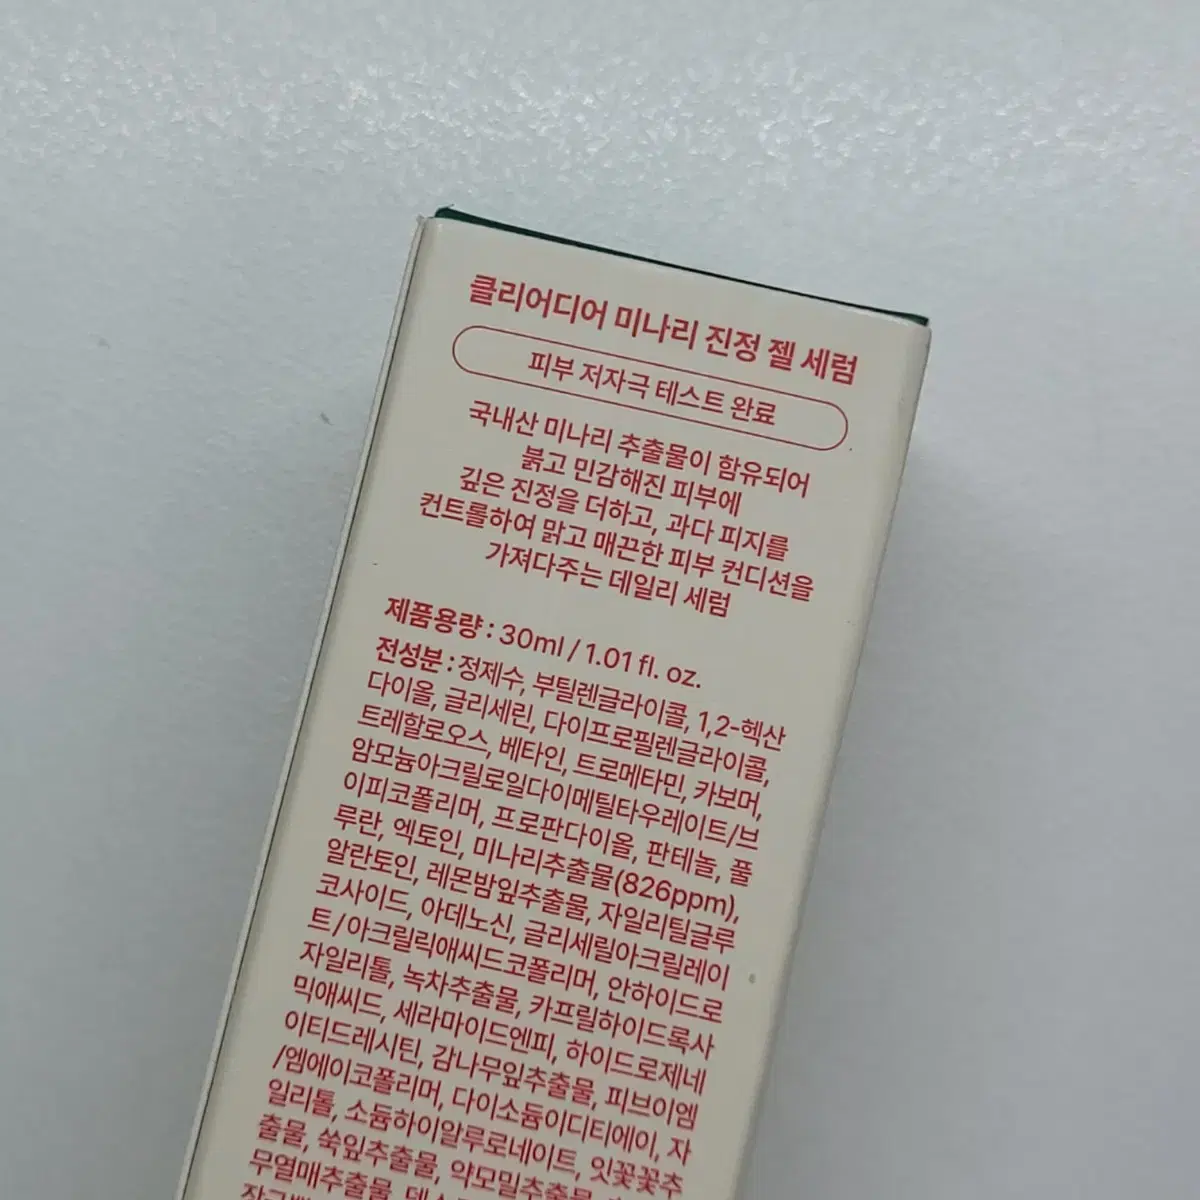 클리어디어 미나리 진정 젤 세럼
피부 저자극 테스트 완료
국내산 미나리 추출물이 함유되어
붉고 민감해진 피부에
깊은 진정을 더하고, 과다 피지를
컨트롤하여 맑고 매끈한 피부 컨디션을
가져다주는 데일리 세럼
제품용량 : 30ml / 1.01 fl. oz.
전성분 : 정제수, 부틸렌글라이콜, 1,2-헥산
다이올, 글리세린, 다이프로필렌글라이콜,
트레할로오스, 베타인, 트로메타민, 카보머,
암모늄아크릴로일다이메틸타우레이트/브
이피코폴리머, 프로판다이올, 판테놀, 풀
루란, 엑토인, 미나리추출물(826ppm),
알란토인, 레몬밤잎추출물, 자일리틸글루
코사이드, 아데노신, 글리세릴아크릴레이
트/아크릴릭애씨드코폴리머, 안하이드로
자일리톨, 녹차추출물, 카프릴하이드록사
믹애씨드, 세라마이드엔피, 하이드로제네
이티드레시틴, 감나무잎추출물, 피브이엠
/엠에이코폴리머, 다이소듐이디티에이, 자
일리톨, 소듐하이알루로네이트, 잇꽃꽃추
출물, 쑥잎추출물, 약모밀추출물,
무열매추출물,